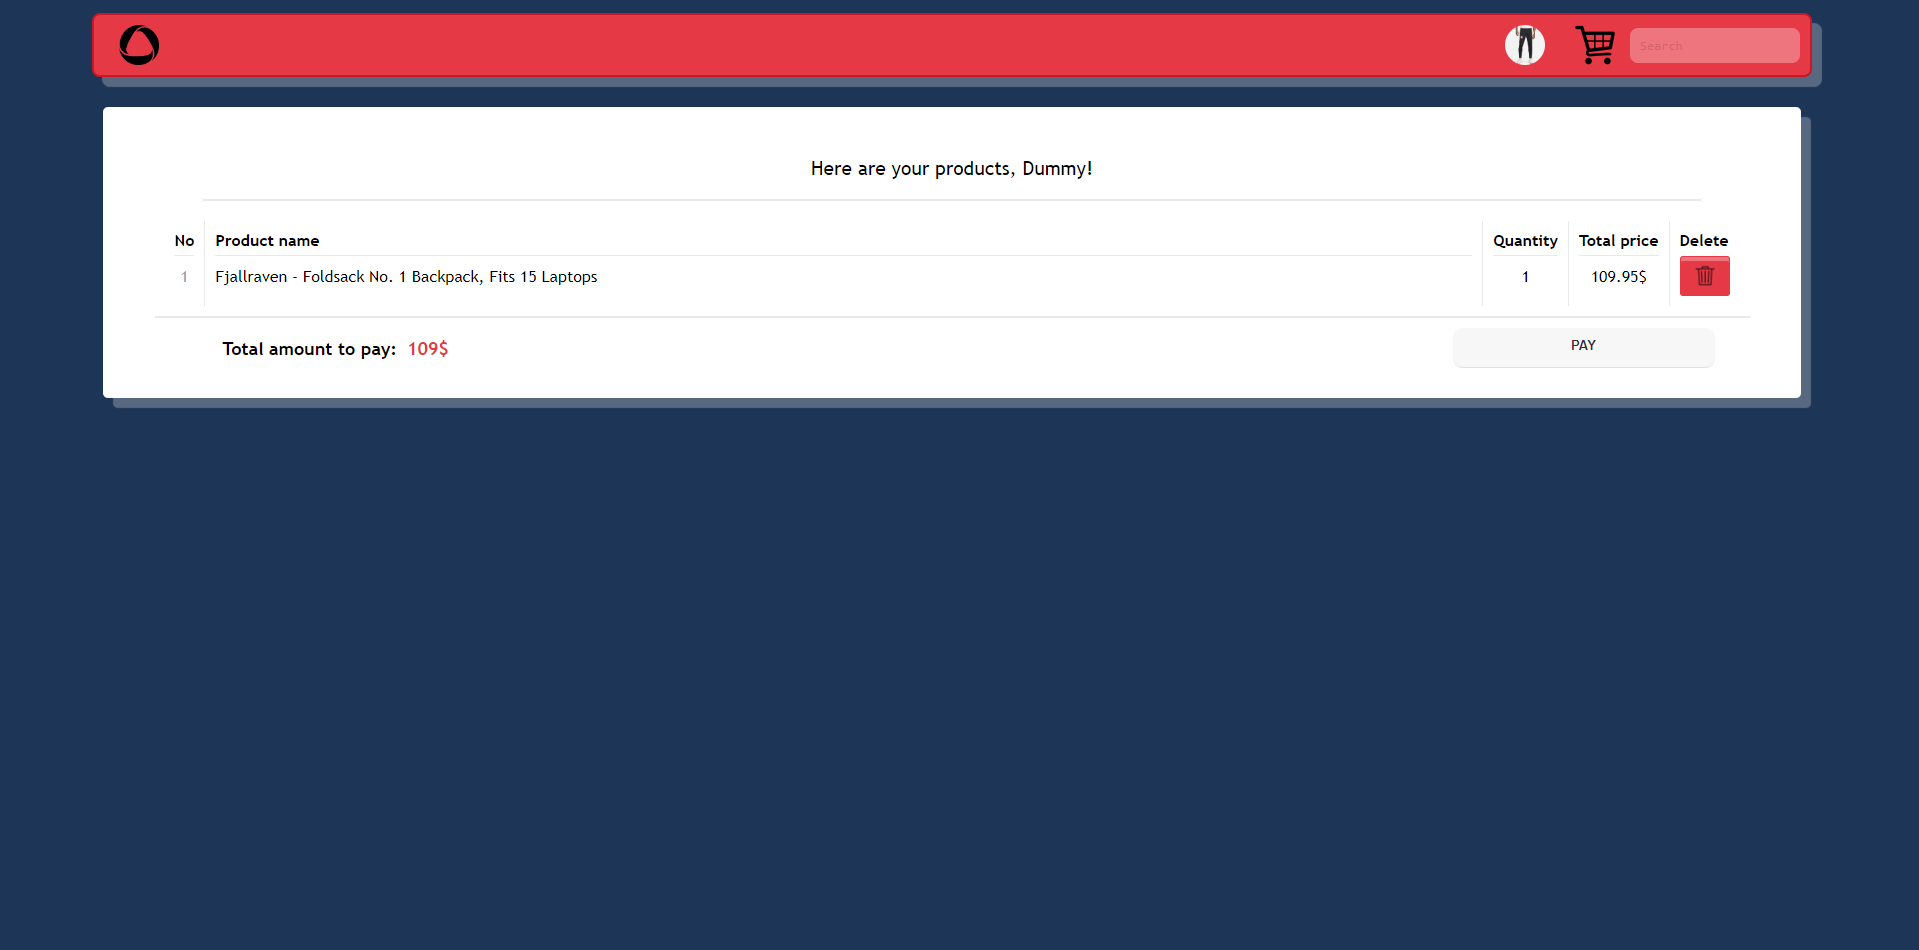 Search
Here are your products, Dummy!
No Product name Quantity Total price Delete
1 Fjallraven - Foldsack No. 1 Backpack, Fits 15 Laptops 1 109.95$
Total amount to pay: 109$ PAY